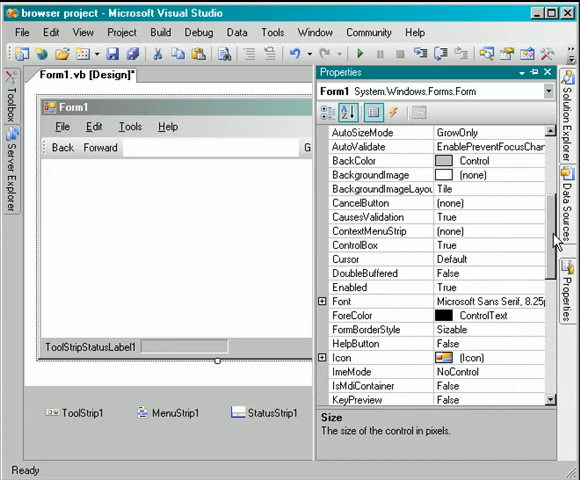 browser project - Microsoft Visual Studio
File Edit View Project Build Debug Data Tools Window Community Help
Form1.vb [Design]*
Toolbox
Server Explorer
Form1
File Edit Tools Help
Back Forward G
ToolStripStatusLabel1
ToolStrip1 MenuStrip1 StatusStrip1
Properties
Form1 System.Windows.Forms.Form
AutoSizeMode GrowOnly
AutoValidate EnablePreventFocusChan
BackColor Control
BackgroundImage (none)
BackgroundImageLayou Tile
CancelButton (none)
CausesValidation True
ContextMenuStrip (none)
ControlBox True
Cursor Default
DoubleBuffered False
Enabled True
Font Microsoft Sans Serif, 8.25p
ForeColor ControlText
FormBorderStyle Sizable
HelpButton False
Icon (Icon)
ImeMode NoControl
IsMdiContainer False
KeyPreview False
Size
The size of the control in pixels.
Solution Explorer
Data Sources
Properties
Ready